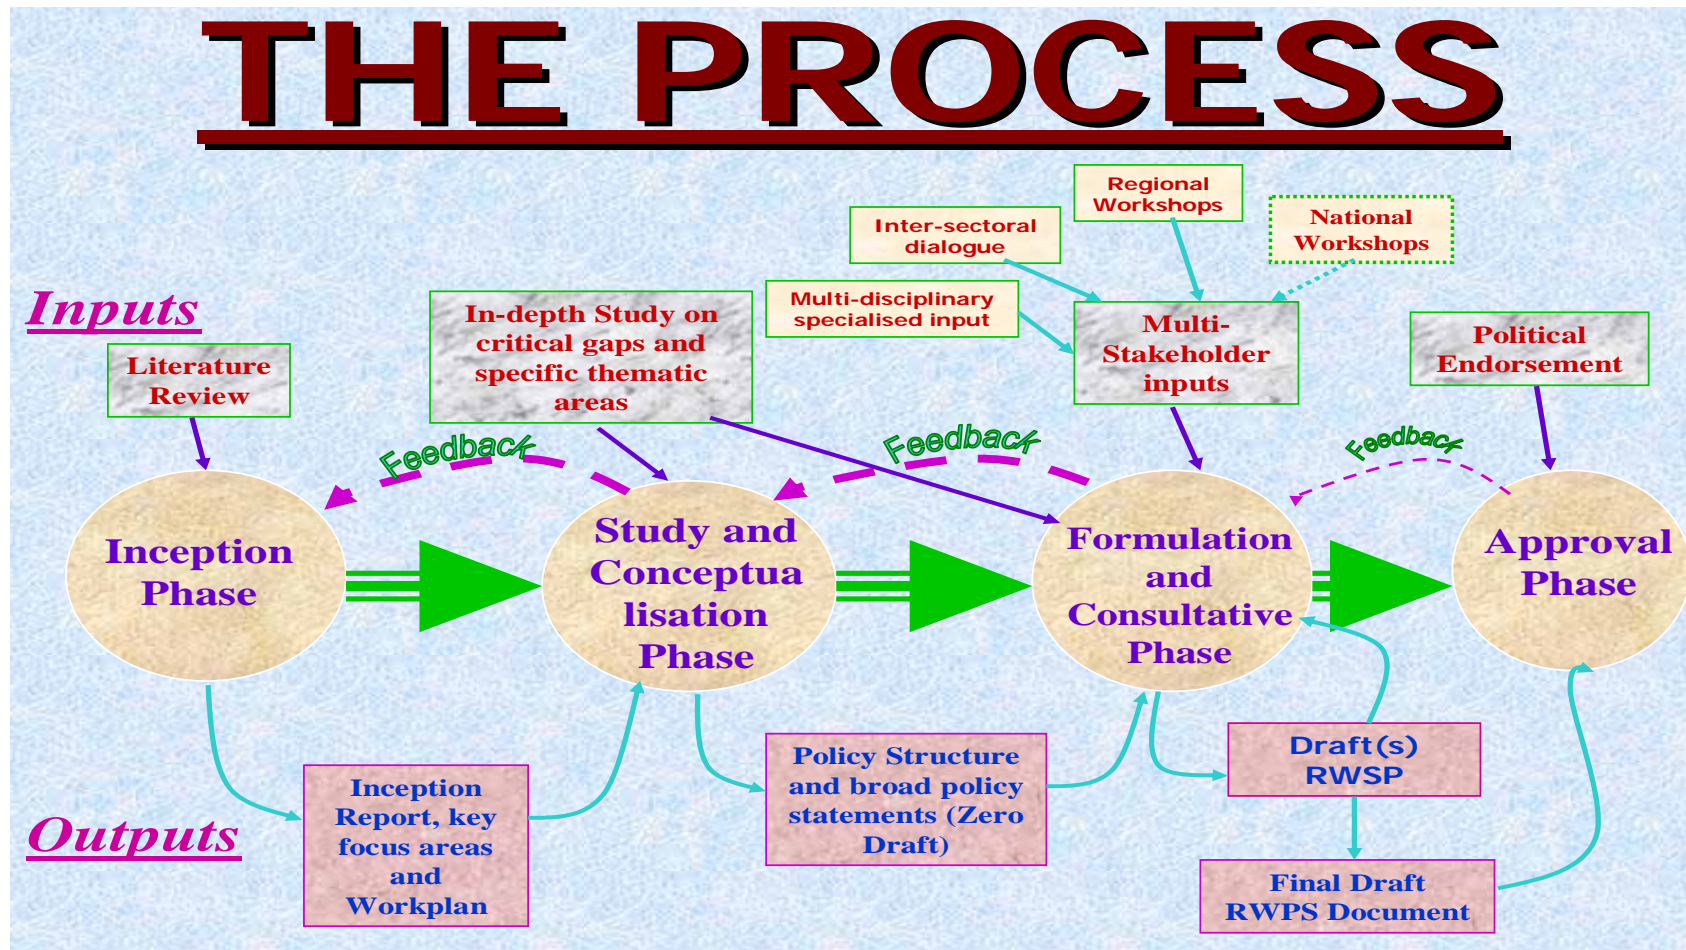 THE PROCESS
Regional
Workshops
National
Workshops
Inter-sectoral
dialogue
Multi-disciplinary
specialised input
Inputs
In-depth Study on
critical gaps and
specific thematic
areas
Multi-
Stakeholder
inputs
Political
Endorsement
Literature
Review
Feedback
Feedback
Feedback
Inception
Phase
Study and
Conceptua
lisation
Phase
Formulation
and
Consultative
Phase
Approval
Phase
Outputs
Inception
Report, key
focus areas
and
Workplan
Policy Structure
and broad policy
statements (Zero
Draft)
Draft(s)
RWSP
Final Draft
RWPS Document